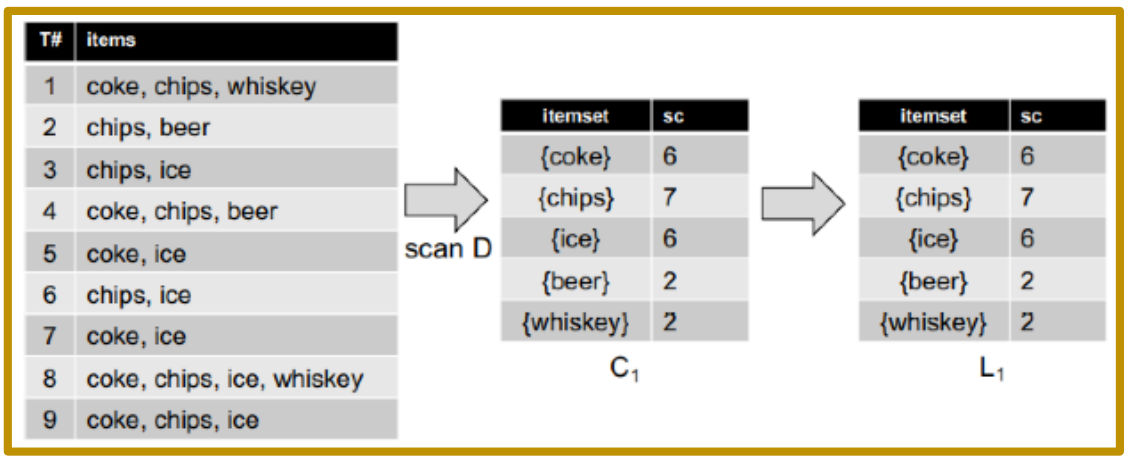 T# items
1 coke, chips, whiskey
2 chips, beer
3 chips, ice
4 coke, chips, beer
5 coke, ice
6 chips, ice
7 coke, ice
8 coke, chips, ice, whiskey
9 coke, chips, ice
scan D
itemset sc
{coke} 6
{chips} 7
{ice} 6
{beer} 2
{whiskey} 2
C₁
itemset sc
{coke} 6
{chips} 7
{ice} 6
{beer} 2
{whiskey} 2
L₁